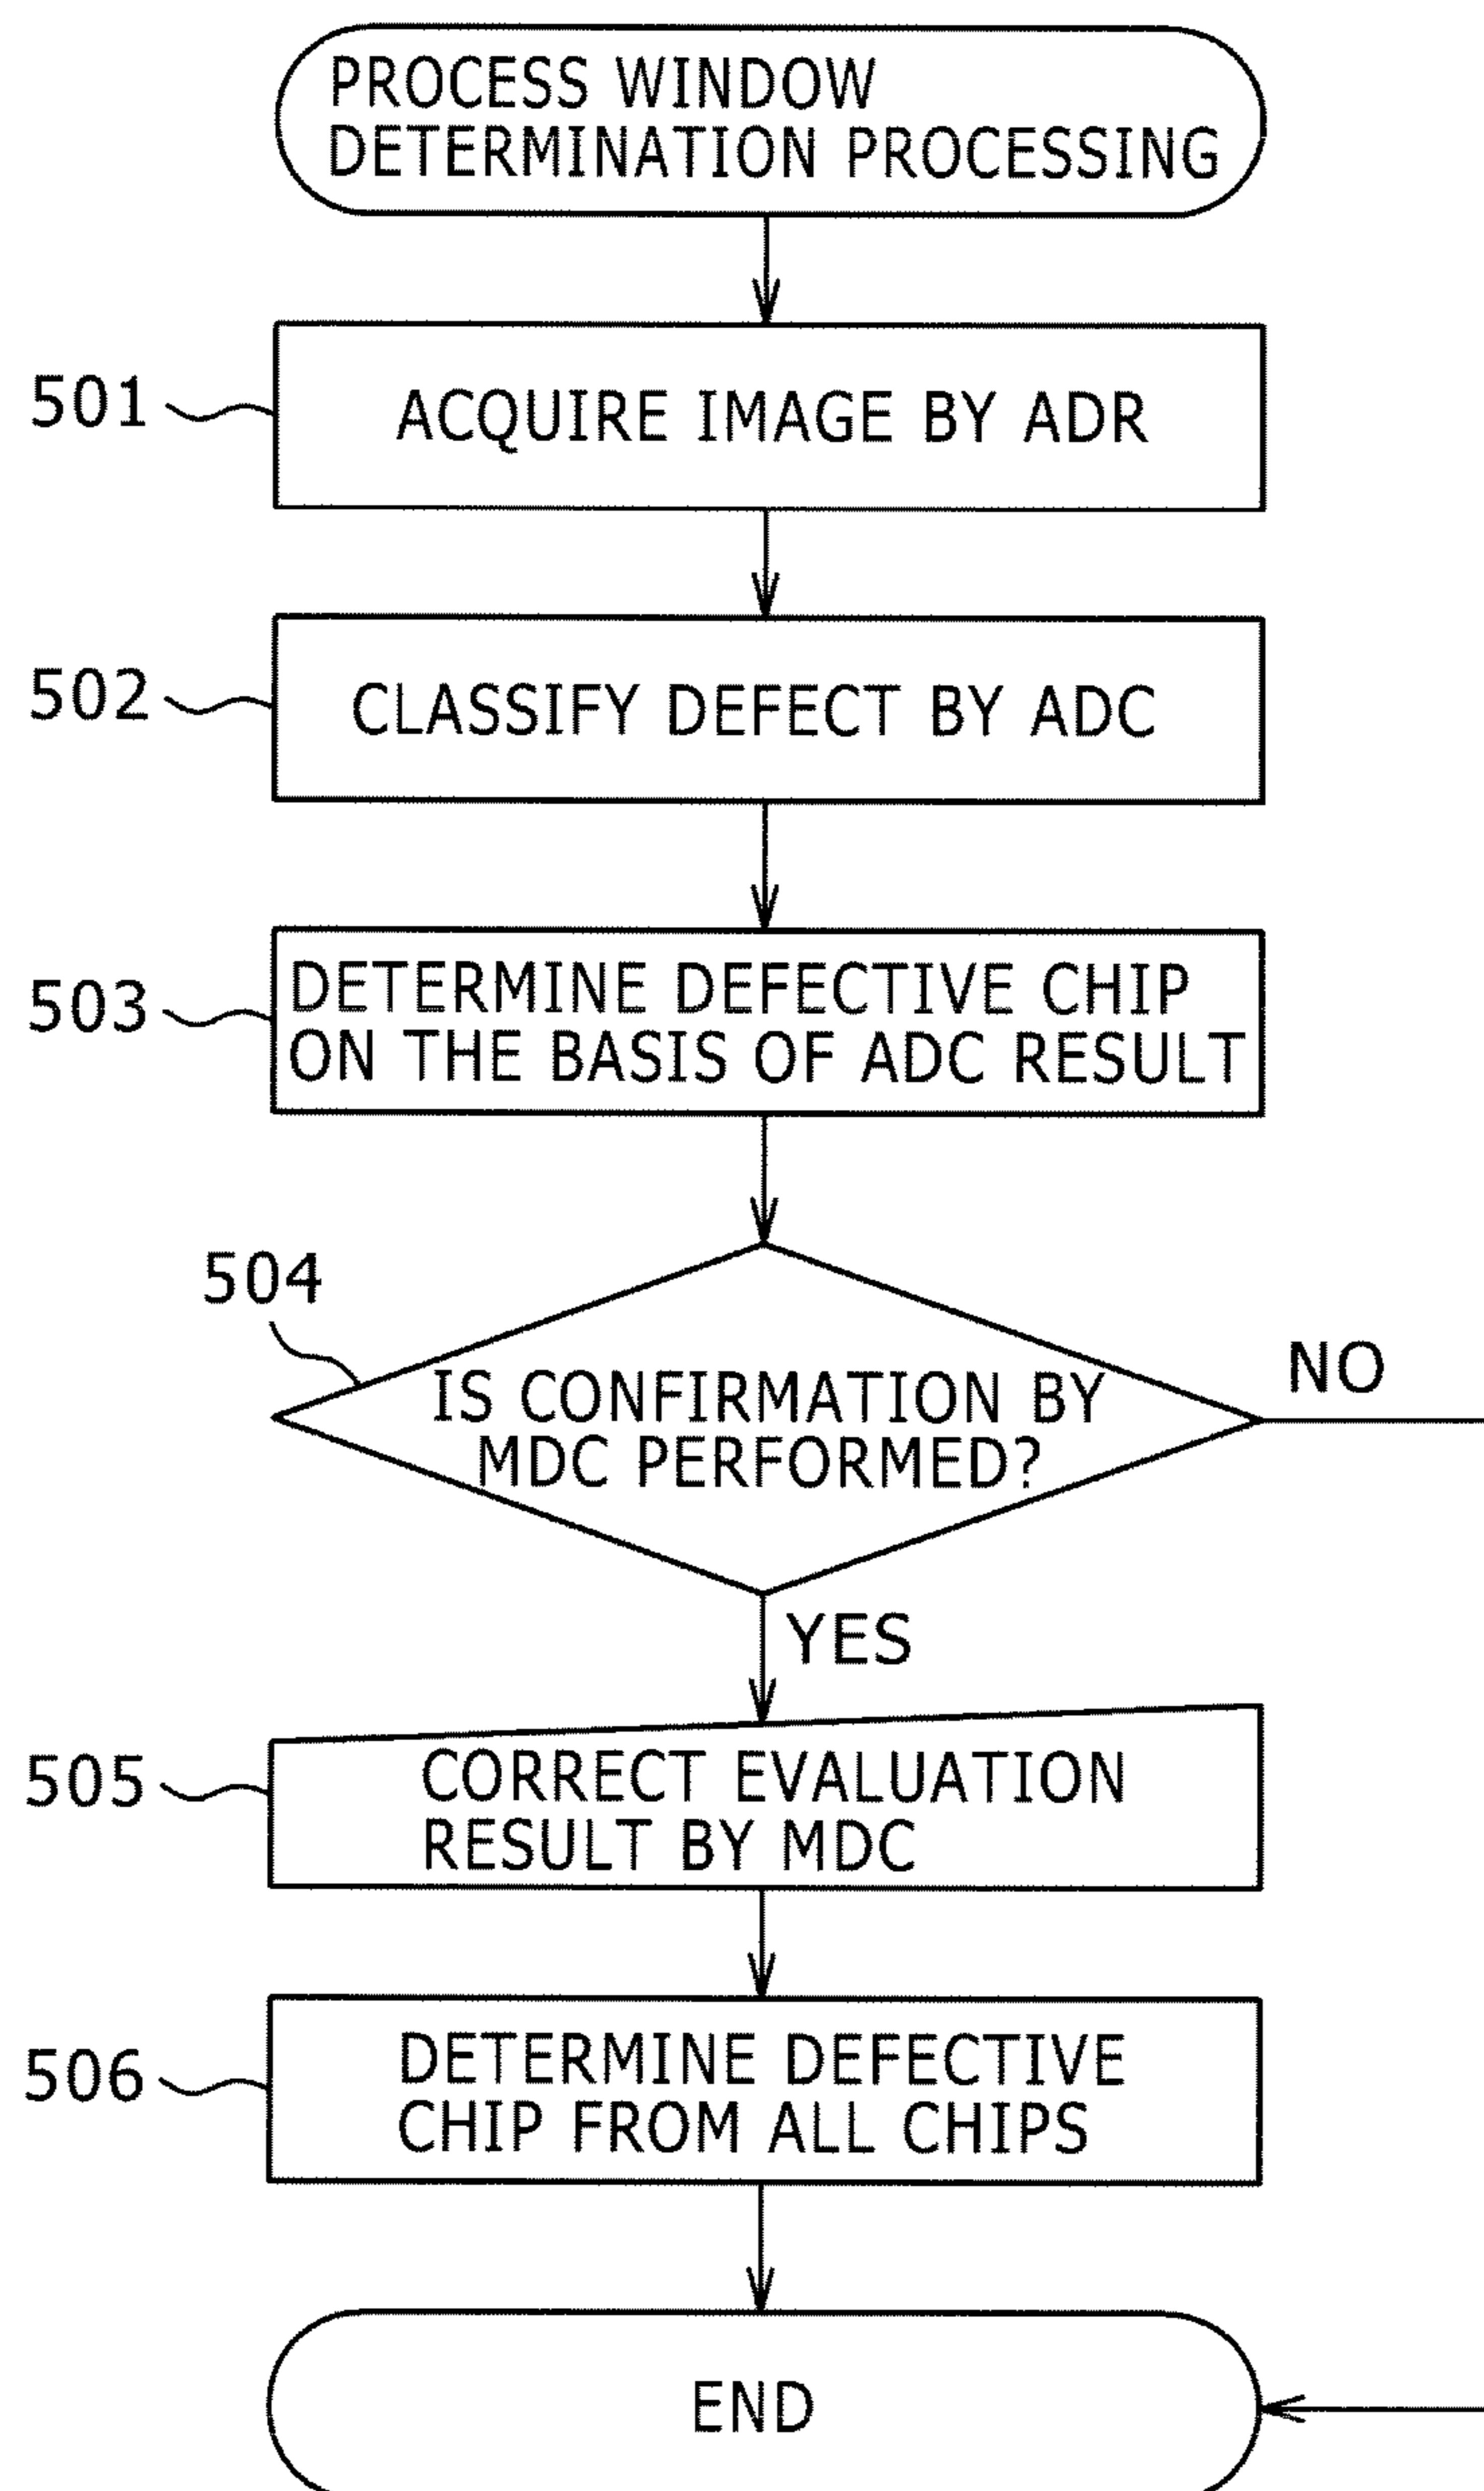 PROCESS WINDOW
DETERMINATION PROCESSING
501
ACQUIRE IMAGE BY ADR
502
CLASSIFY DEFECT BY ADC
503
DETERMINE DEFECTIVE CHIP
ON THE BASIS OF ADC RESULT
504
IS CONFIRMATION BY
MDC PERFORMED?
NO
YES
505
CORRECT EVALUATION
RESULT BY MDC
506
DETERMINE DEFECTIVE
CHIP FROM ALL CHIPS
END